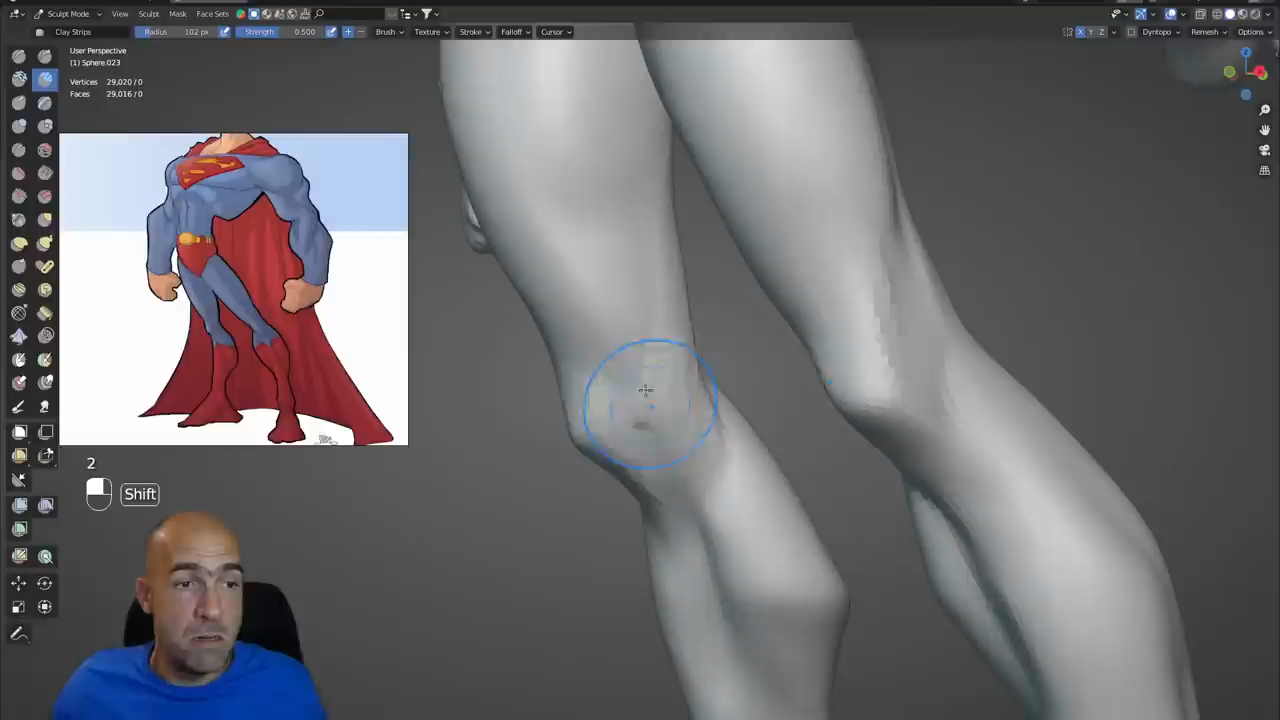 Sculpt Mode View Sculpt Mask Face Sets
Clay Strips Radius 102 px Strength 0.500 Brush Texture Stroke Falloff Cursor X Y Z Dyntopo Remesh Options
User Perspective
(1) Sphere.023
Vertices 29,020 / 0
Faces 29,016 / 0
Z
S
2
Shift